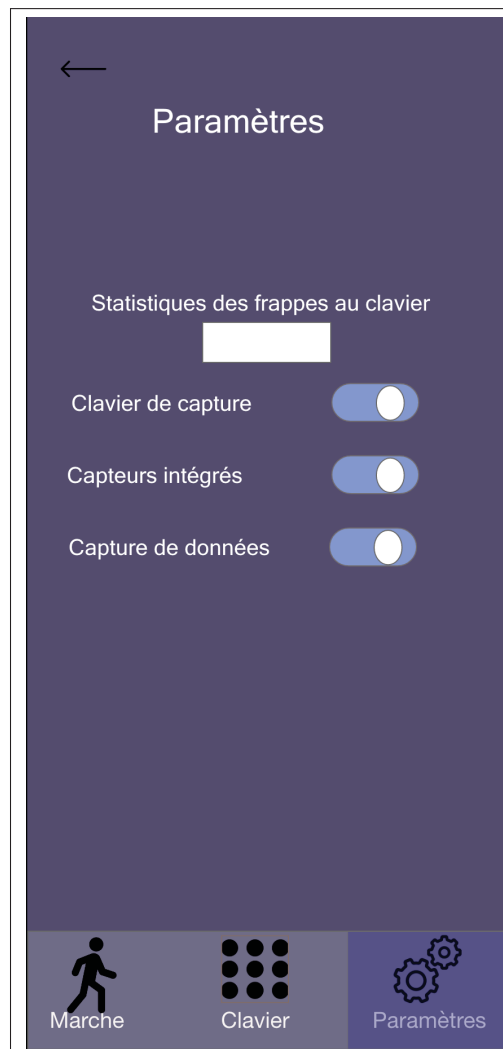 Paramètres
Statistiques des frappes au clavier
Clavier de capture
Capteurs intégrés
Capture de données
Marche
Clavier
Paramètres